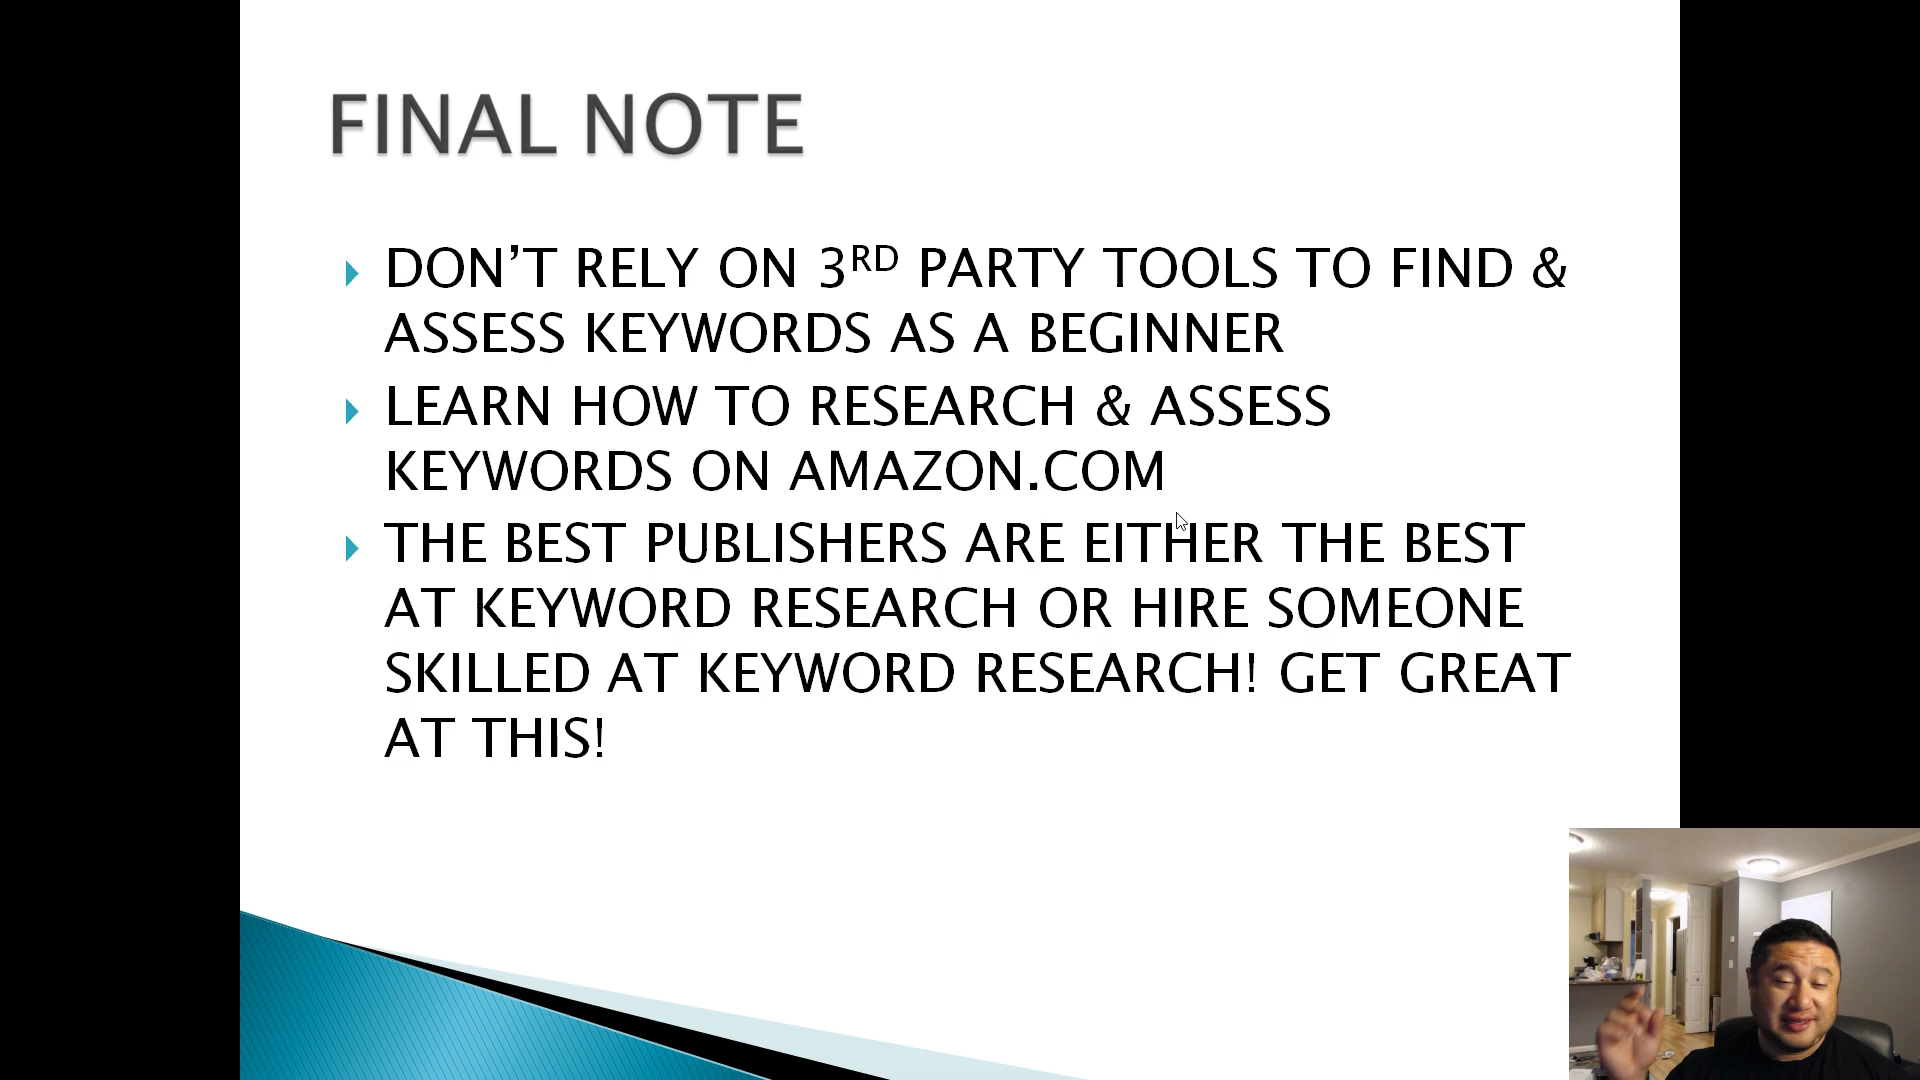 FINAL NOTE
DON’T RELY ON 3RD PARTY TOOLS TO FIND &
ASSESS KEYWORDS AS A BEGINNER
LEARN HOW TO RESEARCH & ASSESS
KEYWORDS ON AMAZON.COM
THE BEST PUBLISHERS ARE EITHER THE BEST
AT KEYWORD RESEARCH OR HIRE SOMEONE
SKILLED AT KEYWORD RESEARCH! GET GREAT
AT THIS!